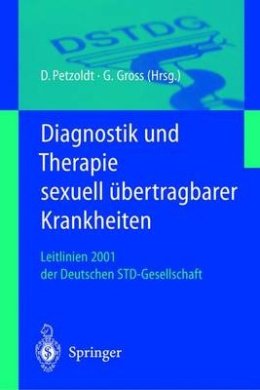 DSTDG
D. Petzoldt · G. Gross (Hrsg.)
Diagnostik und
Therapie
sexuell übertragbarer
Krankheiten
Leitlinien 2001
der Deutschen STD-Gesellschaft
Springer